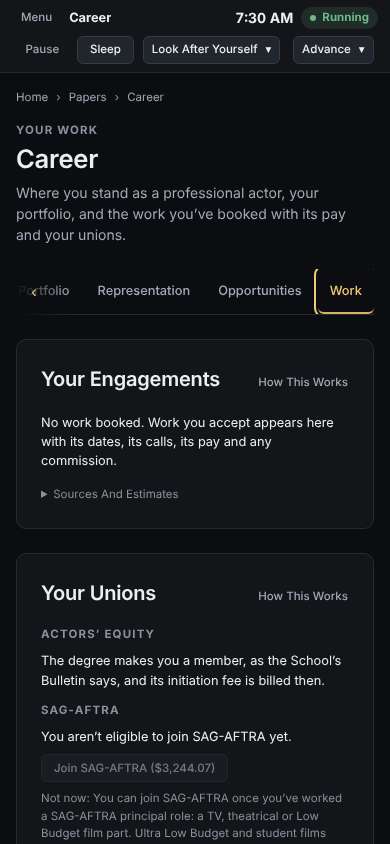 Menu Career 7:30 AM Running
Pause Sleep Look After Yourself ▾ Advance ▾
Home › Papers › Career
YOUR WORK
Career
Where you stand as a professional actor, your
portfolio, and the work you’ve booked with its pay
and your unions.
‹ Portfolio Representation Opportunities Work
Your Engagements How This Works
No work booked. Work you accept appears here
with its dates, its calls, its pay and any
commission.
▶ Sources And Estimates
Your Unions How This Works
ACTORS’ EQUITY
The degree makes you a member, as the School’s
Bulletin says, and its initiation fee is billed then.
SAG-AFTRA
You aren’t eligible to join SAG-AFTRA yet.
Join SAG-AFTRA ($3,244.07)
Not now: You can join SAG-AFTRA once you’ve worked
a SAG-AFTRA principal role: a TV, theatrical or Low
Budget film part. Ultra Low Budget and student films